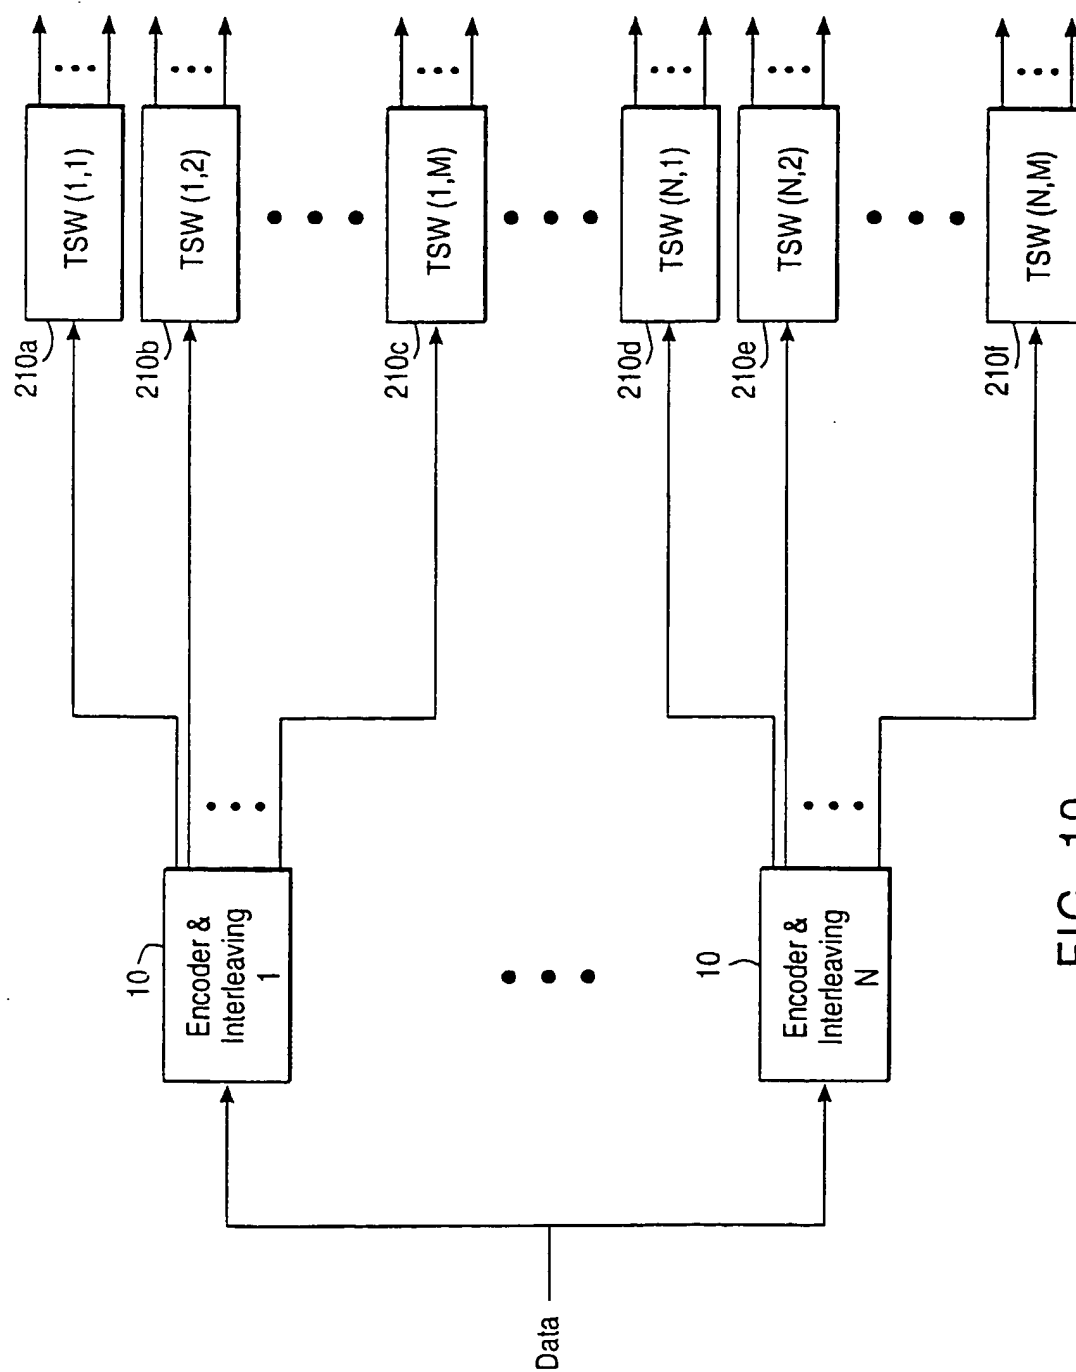 Data
10
Encoder &
Interleaving
1
10
Encoder &
Interleaving
N
210a
TSW (1,1)
210b
TSW (1,2)
210c
TSW (1,M)
210d
TSW (N,1)
210e
TSW (N,2)
210f
TSW (N,M)